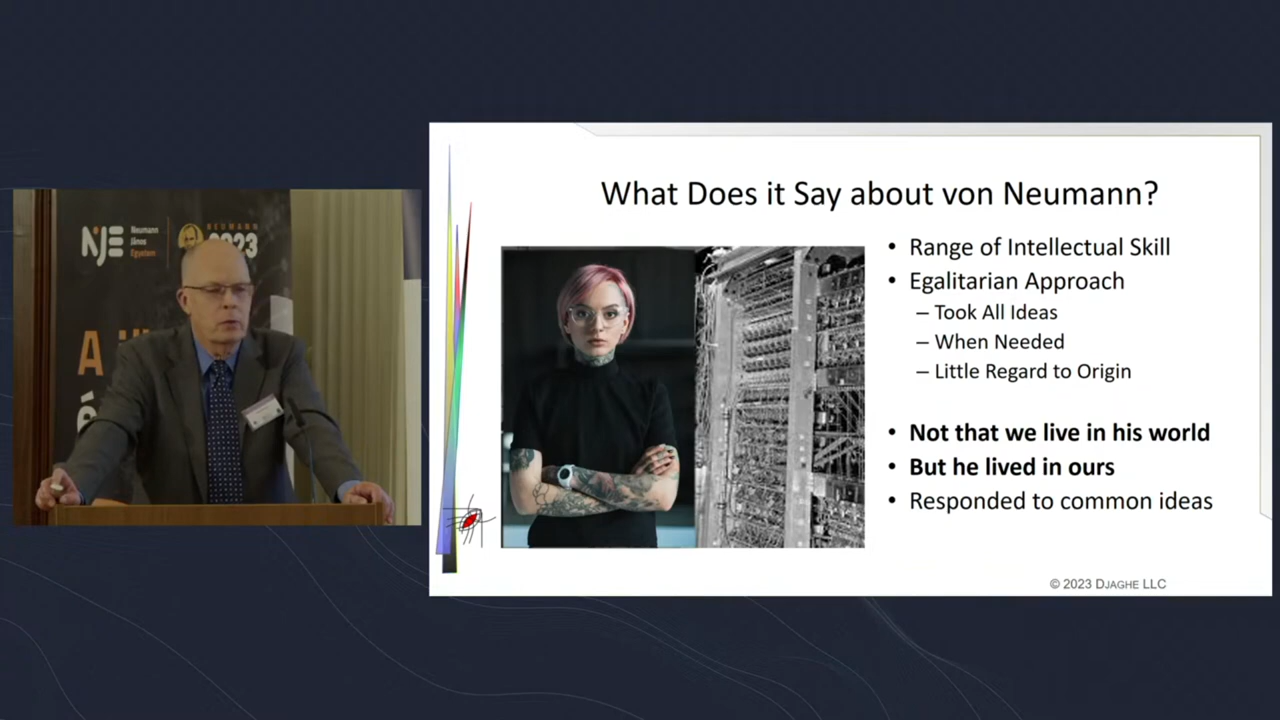 NJE
Neumann
János
Egyetem
NEUMANN
2023
A
What Does it Say about von Neumann?
• Range of Intellectual Skill
• Egalitarian Approach
– Took All Ideas
– When Needed
– Little Regard to Origin
• Not that we live in his world
• But he lived in ours
• Responded to common ideas
© 2023 DJAGHE LLC